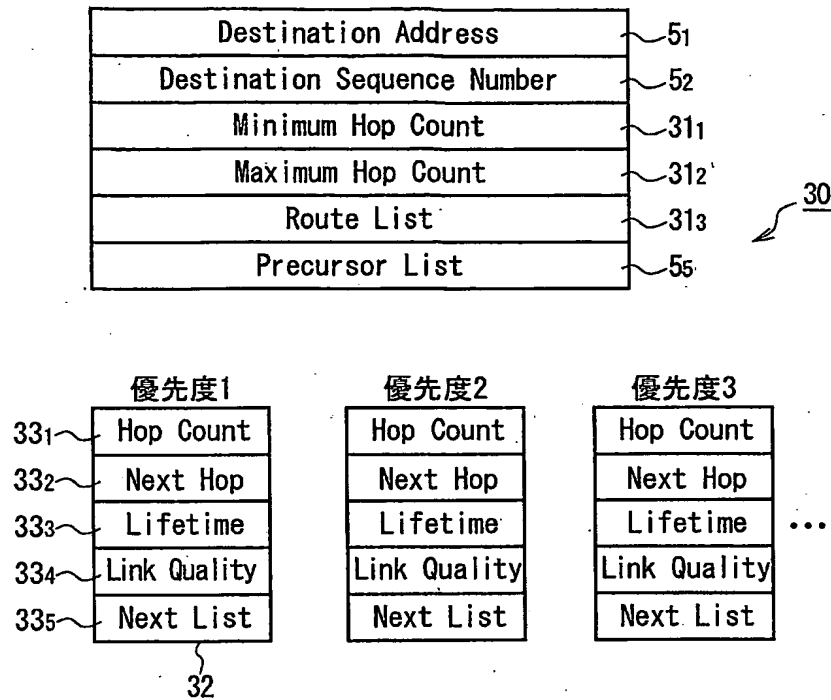 Destination Address 51
Destination Sequence Number 52
Minimum Hop Count 311
Maximum Hop Count 312
Route List 313
30
Precursor List 55
優先度1 優先度2 優先度3
331 Hop Count Hop Count Hop Count
332 Next Hop Next Hop Next Hop
333 Lifetime Lifetime Lifetime ...
334 Link Quality Link Quality Link Quality
335 Next List Next List Next List
32